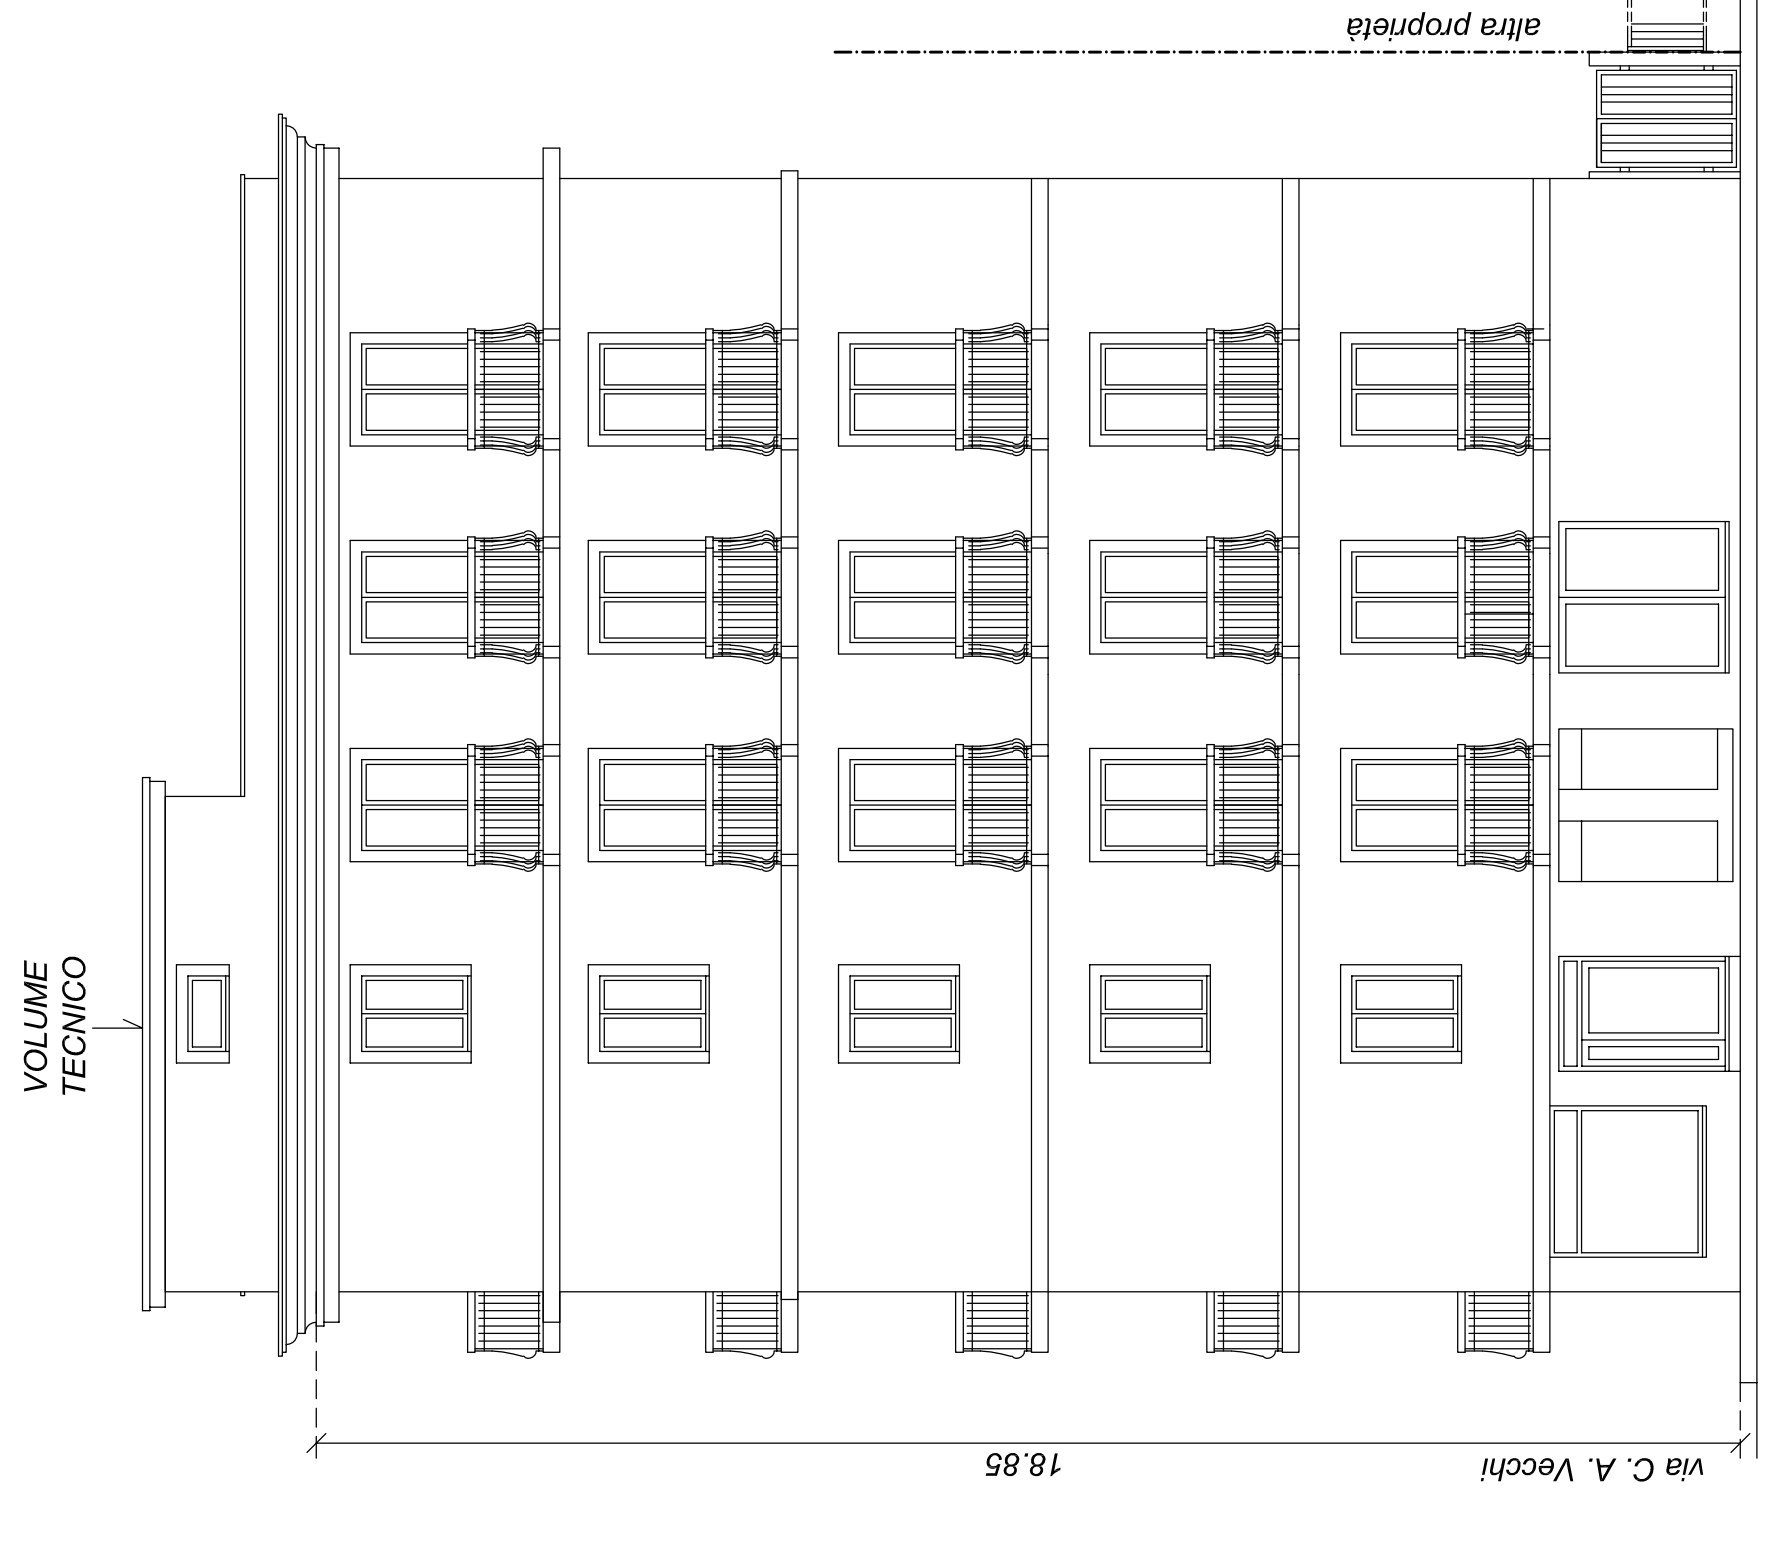 altra proprietà
VOLUME
TECNICO
18.85
via C. A. Vecchi